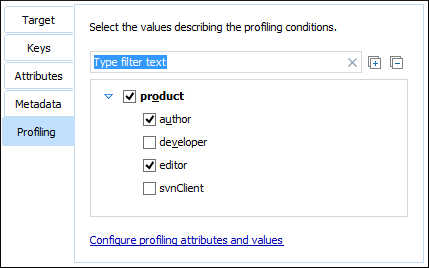 Target
Keys
Attributes
Metadata
Profiling
Select the values describing the profiling conditions.
Type filter text
product
author
developer
editor
svnClient
Configure profiling attributes and values